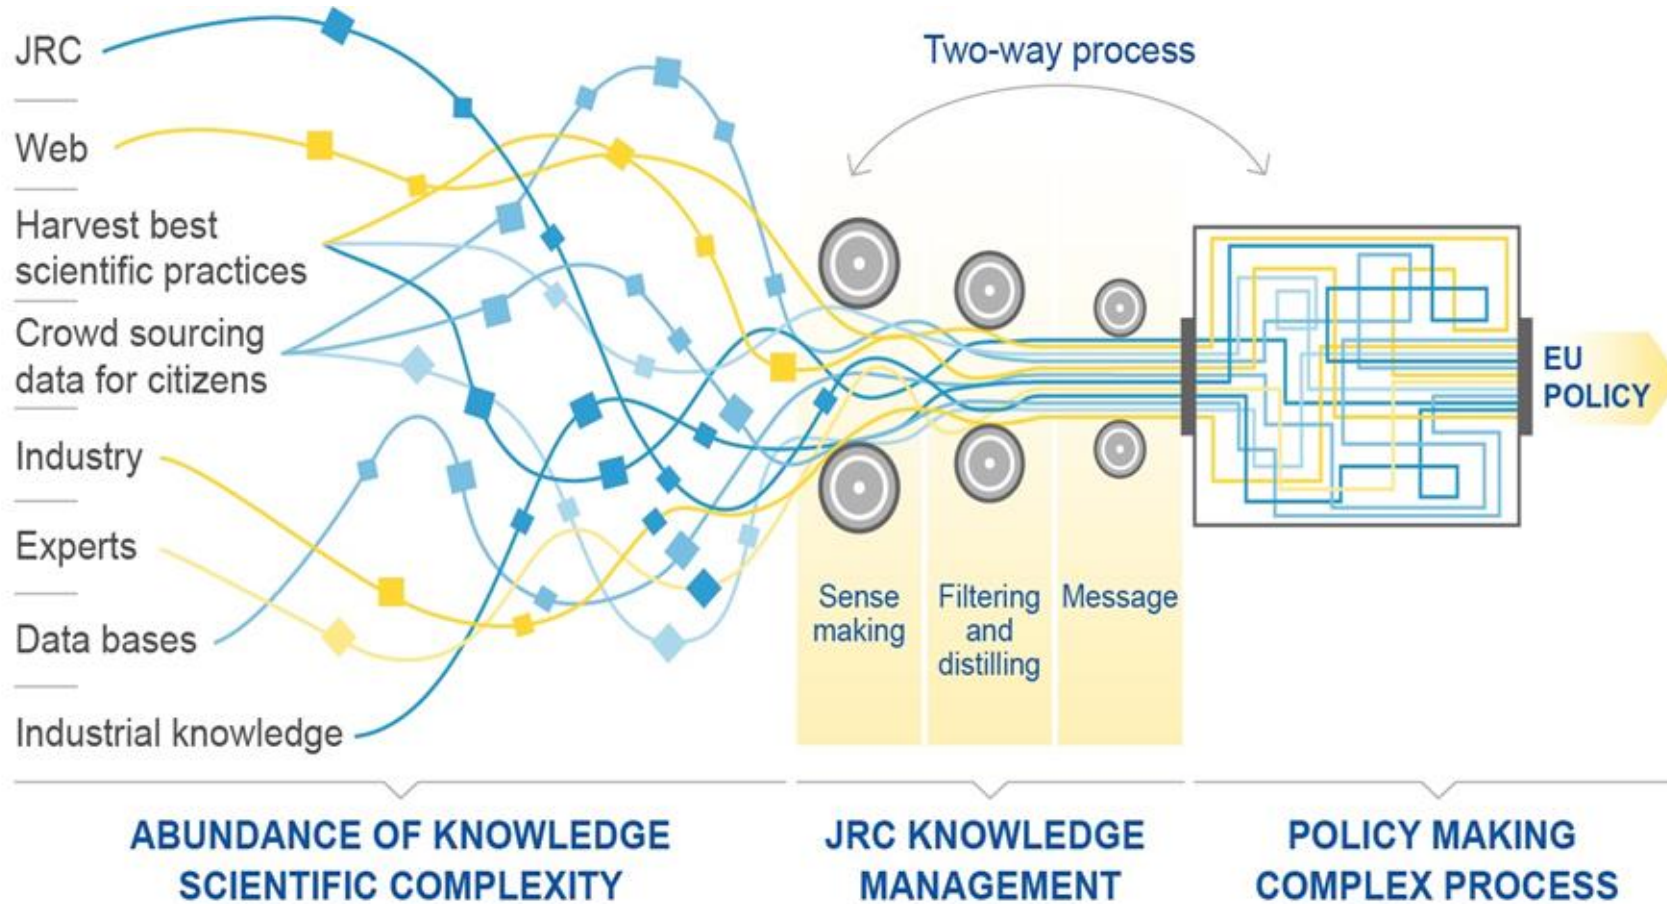 JRC
Web
Harvest best
scientific practices
Crowd sourcing
data for citizens
Industry
Experts
Data bases
Industrial knowledge
Two-way process
Sense
making
Filtering
and
distilling
Message
EU
POLICY
ABUNDANCE OF KNOWLEDGE
SCIENTIFIC COMPLEXITY
JRC KNOWLEDGE
MANAGEMENT
POLICY MAKING
COMPLEX PROCESS